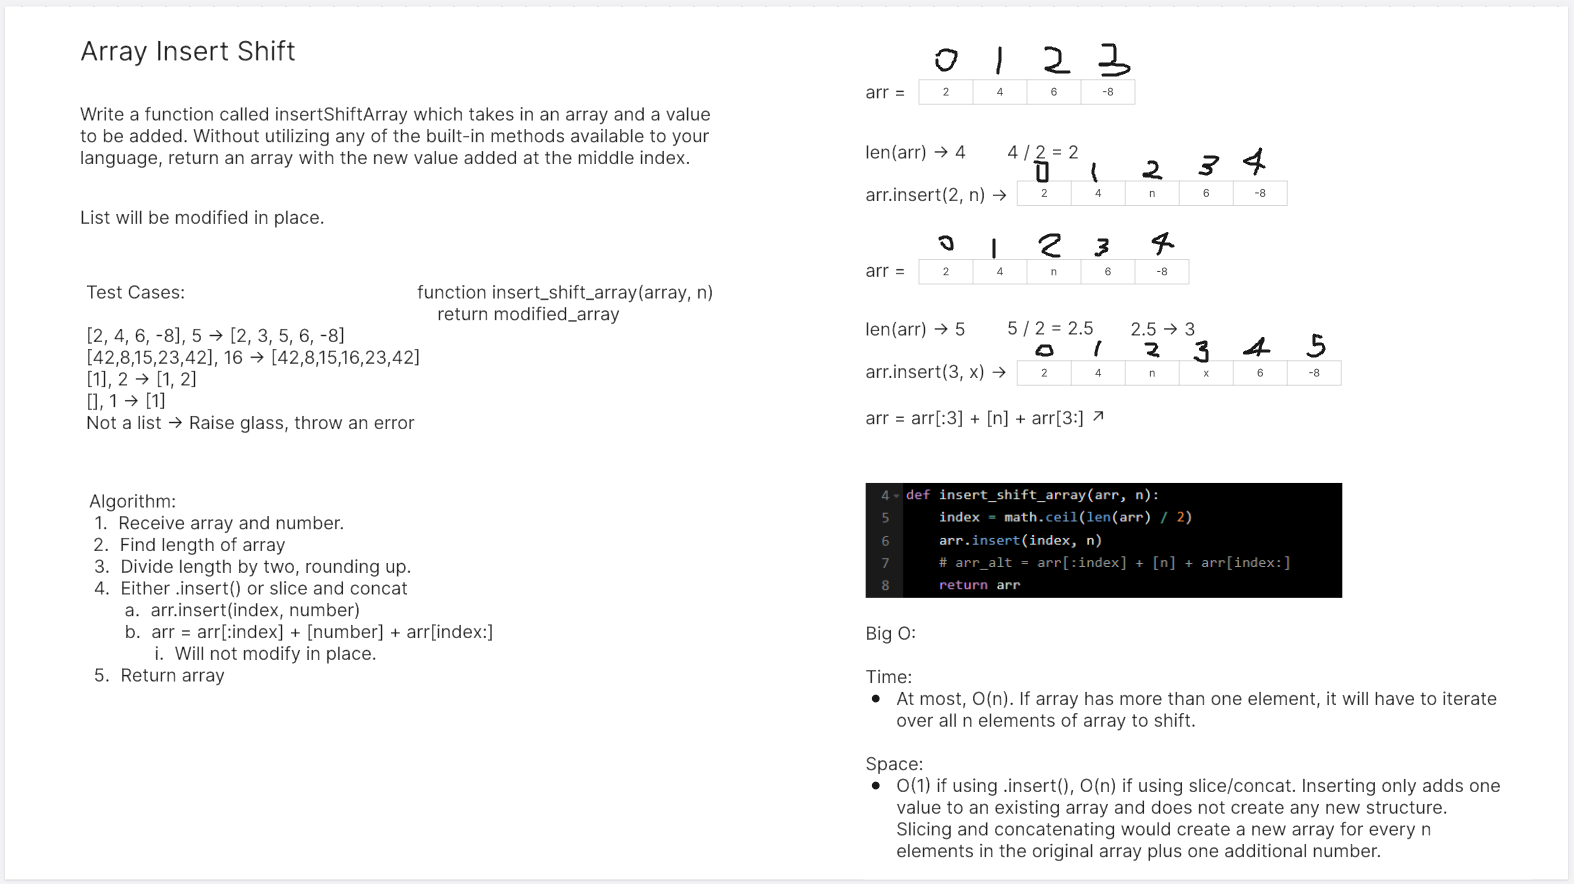 Array Insert Shift
Write a function called insertShiftArray which takes in an array and a value
to be added. Without utilizing any of the built-in methods available to your
language, return an array with the new value added at the middle index.
List will be modified in place.
Test Cases:
[2, 4, 6, -8], 5 → [2, 3, 5, 6, -8]
[42,8,15,23,42], 16 → [42,8,15,16,23,42]
[1], 2 → [1, 2]
[], 1 → [1]
Not a list → Raise glass, throw an error
function insert_shift_array(array, n)
return modified_array
Algorithm:
1. Receive array and number.
2. Find length of array
3. Divide length by two, rounding up.
4. Either .insert() or slice and concat
a. arr.insert(index, number)
b. arr = arr[:index] + [number] + arr[index:]
i. Will not modify in place.
5. Return array
0 1 2 3
arr = 2 4 6 -8
len(arr) → 4 4 / 2 = 2
0 1 2 3 4
arr.insert(2, n) → 2 4 n 6 -8
0 1 2 3 4
arr = 2 4 n 6 -8
len(arr) → 5 5 / 2 = 2.5 2.5 → 3
0 1 2 3 4 5
arr.insert(3, x) → 2 4 n x 6 -8
arr = arr[:3] + [n] + arr[3:] ↗
4 def insert_shift_array(arr, n):
5 index = math.ceil(len(arr) / 2)
6 arr.insert(index, n)
7 # arr_alt = arr[:index] + [n] + arr[index:]
8 return arr
Big O:
Time:
• At most, O(n). If array has more than one element, it will have to iterate
over all n elements of array to shift.
Space:
• O(1) if using .insert(), O(n) if using slice/concat. Inserting only adds one
value to an existing array and does not create any new structure.
Slicing and concatenating would create a new array for every n
elements in the original array plus one additional number.